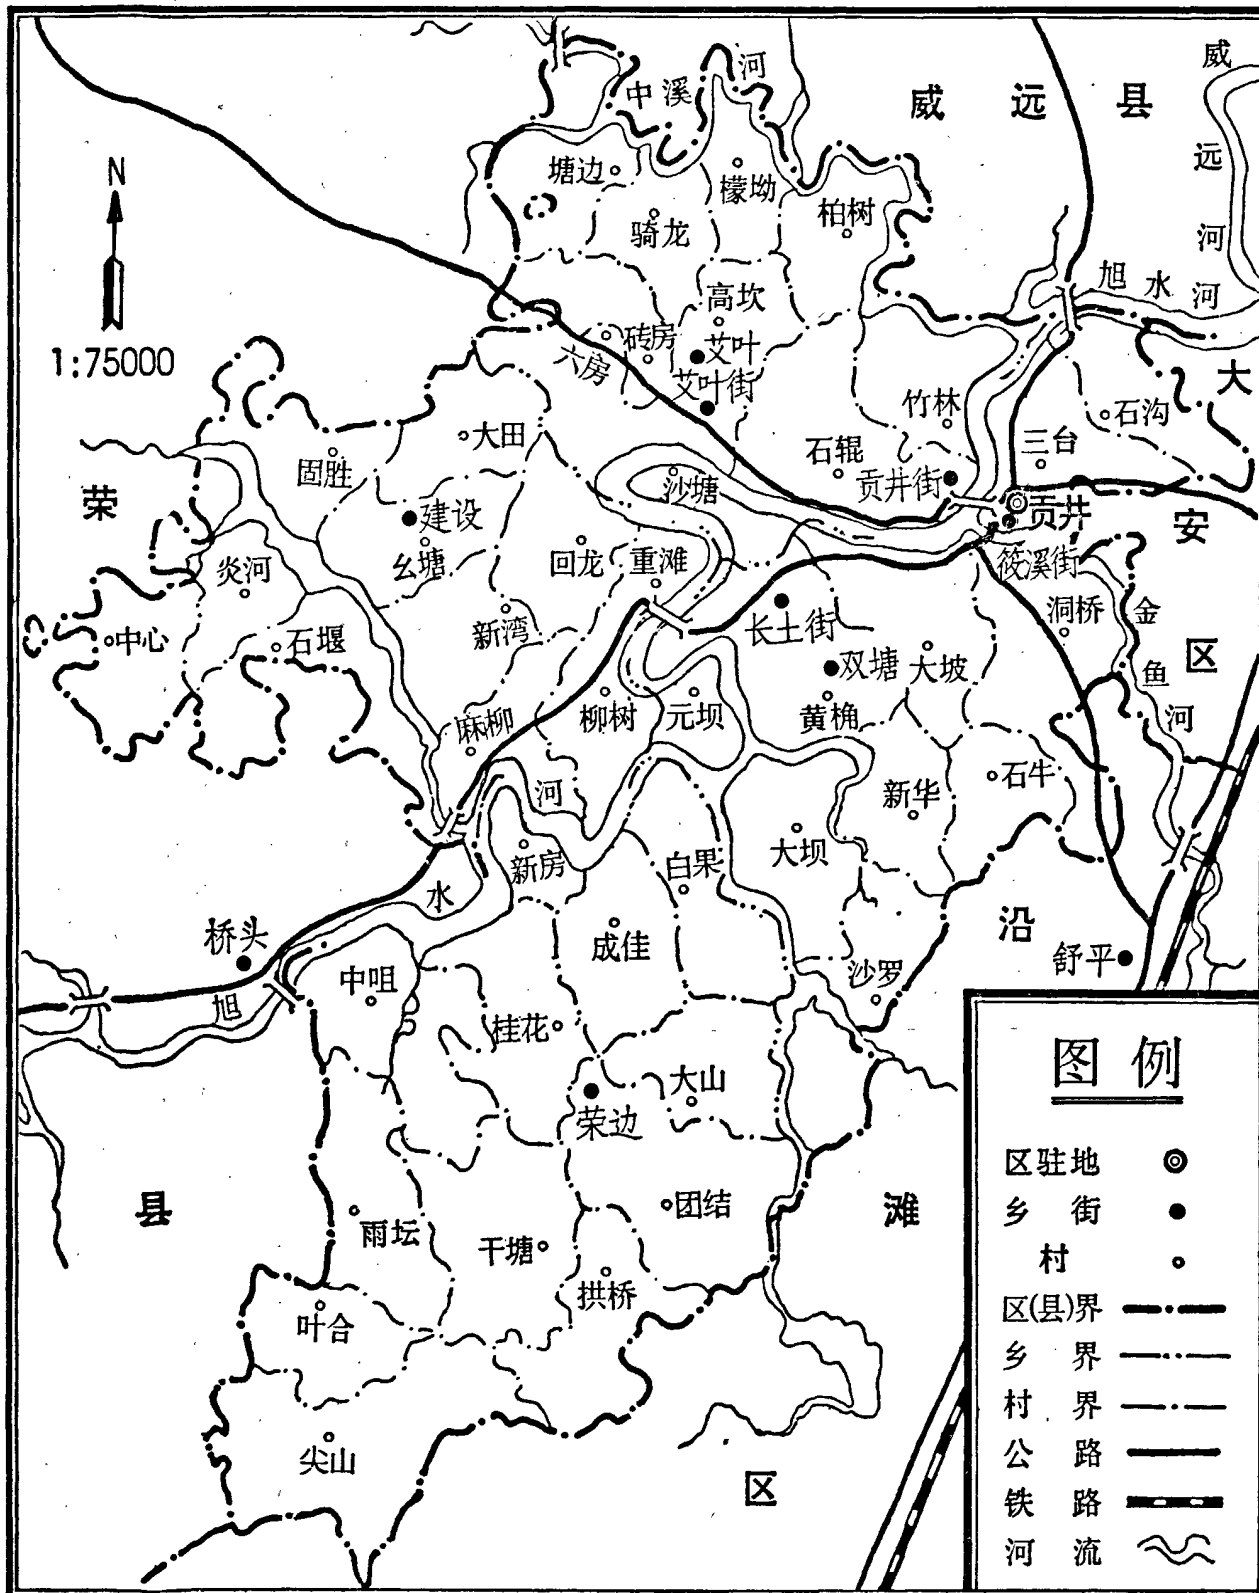 威远县
威远河
中溪河
塘边
檬坳
骑龙
柏树
N
1:75000
旭水河
高坎
砖房
艾叶
六房
艾叶街
大安区
竹林
石沟
大田
固胜
三台
石辊
贡井街
沙塘
荣县
建设
贡井
幺塘
回龙
重滩
筱溪街
炎河
洞桥
金鱼河
新湾
长土街
中心
石堰
双塘
大坡
柳树
元坝
黄桷
麻柳
石牛
新华
旭水河
新房
白果
大坝
桥头
成佳
沿滩区
舒平
中咀
沙罗
桂花
大山
荣边
雨坛
干塘
团结
拱桥
叶合
尖山
图例
区驻地
乡街
村
区(县)界
乡界
村界
公路
铁路
河流